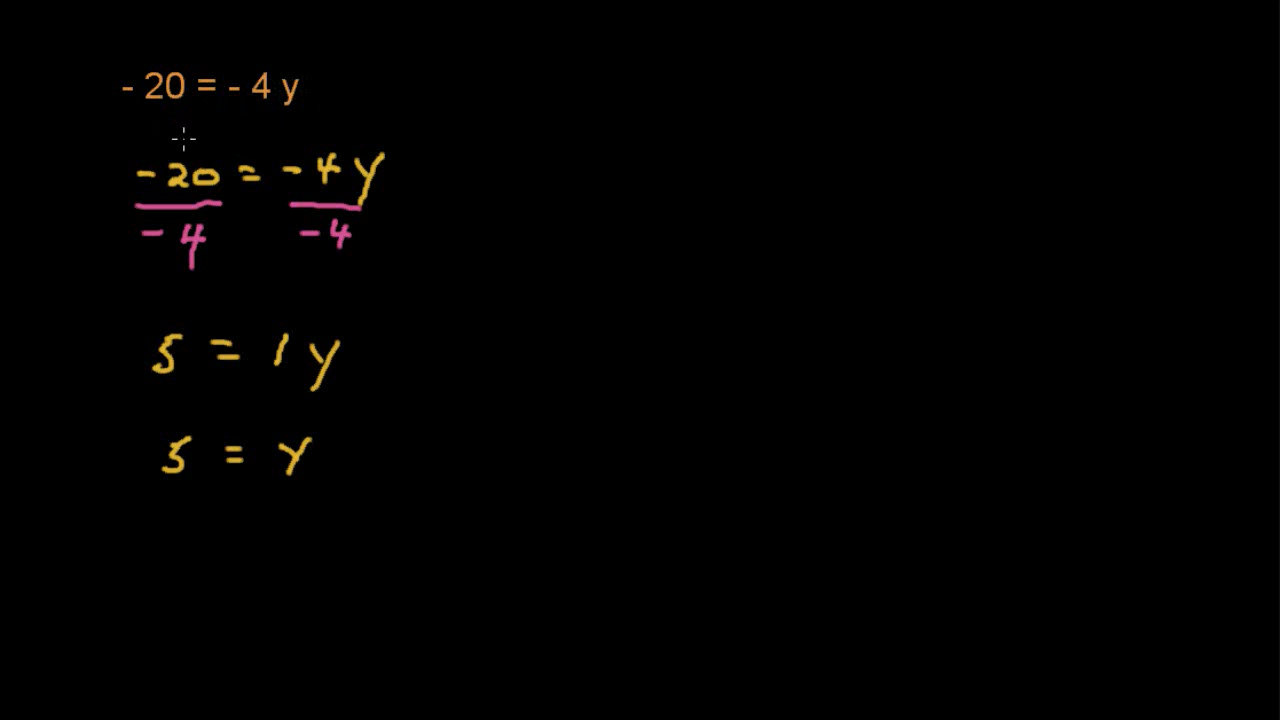 - 20 = - 4 y
-20 = -4y
-4 -4
5 = 1y
5 = y